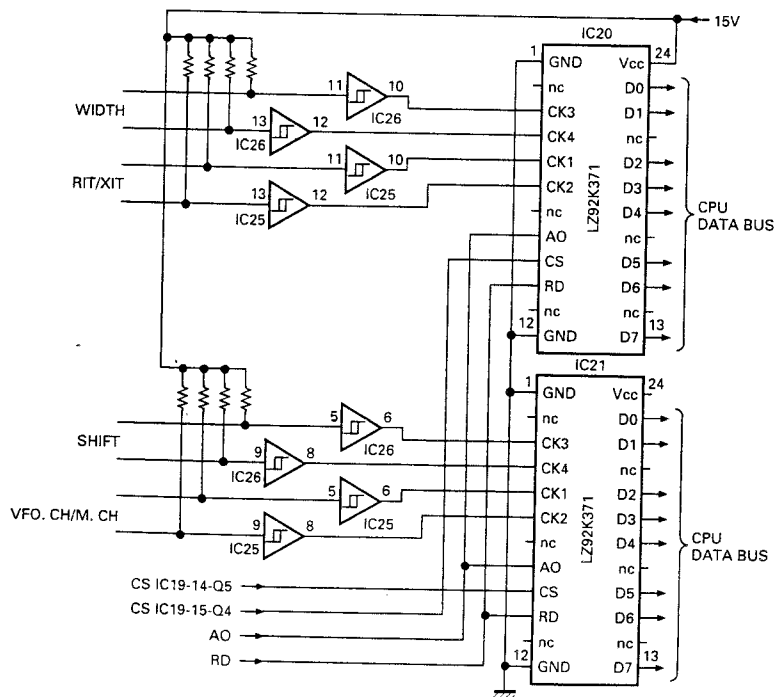 15V
IC20
1 GND Vcc 24
nc D0
11 10 CK3 D1
IC26
WIDTH
13 12 CK4 nc
IC26
11 10 CK1 D2
IC25
RIT/XIT
13 12 CK2 D3
IC25
nc D4
AO nc
CS D5
RD D6
nc nc
12 GND D7 13
LZ92K371
CPU
DATA BUS
IC21
1 GND Vcc 24
nc D0
5 6 CK3 D1
IC26
SHIFT
9 8 CK4 nc
IC26
5 6 CK1 D2
IC25
VFO. CH/M. CH
9 8 CK2 D3
IC25
nc D4
AO nc
CS D5
RD D6
nc nc
12 GND D7 13
LZ92K371
CPU
DATA BUS
CS IC19-14-Q5
CS IC19-15-Q4
AO
RD